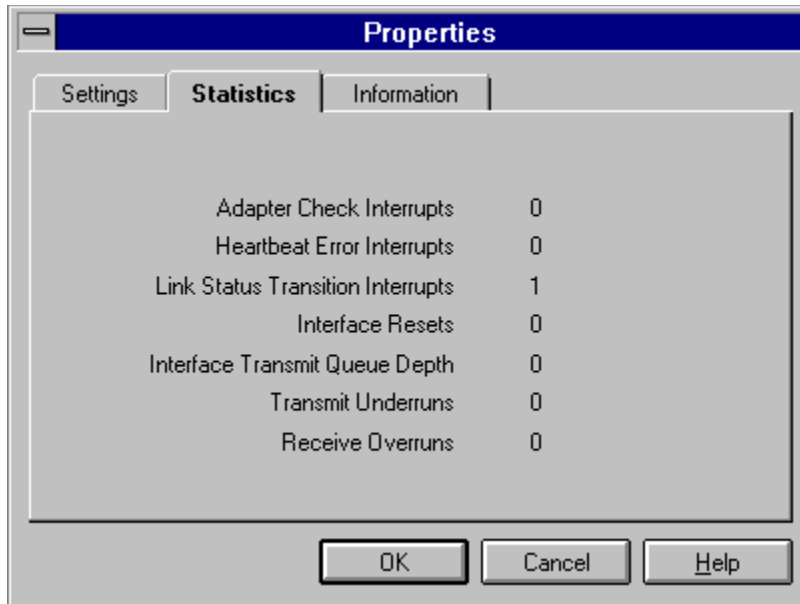 Properties
Settings Statistics Information
Adapter Check Interrupts 0
Heartbeat Error Interrupts 0
Link Status Transition Interrupts 1
Interface Resets 0
Interface Transmit Queue Depth 0
Transmit Underruns 0
Receive Overruns 0
OK Cancel Help